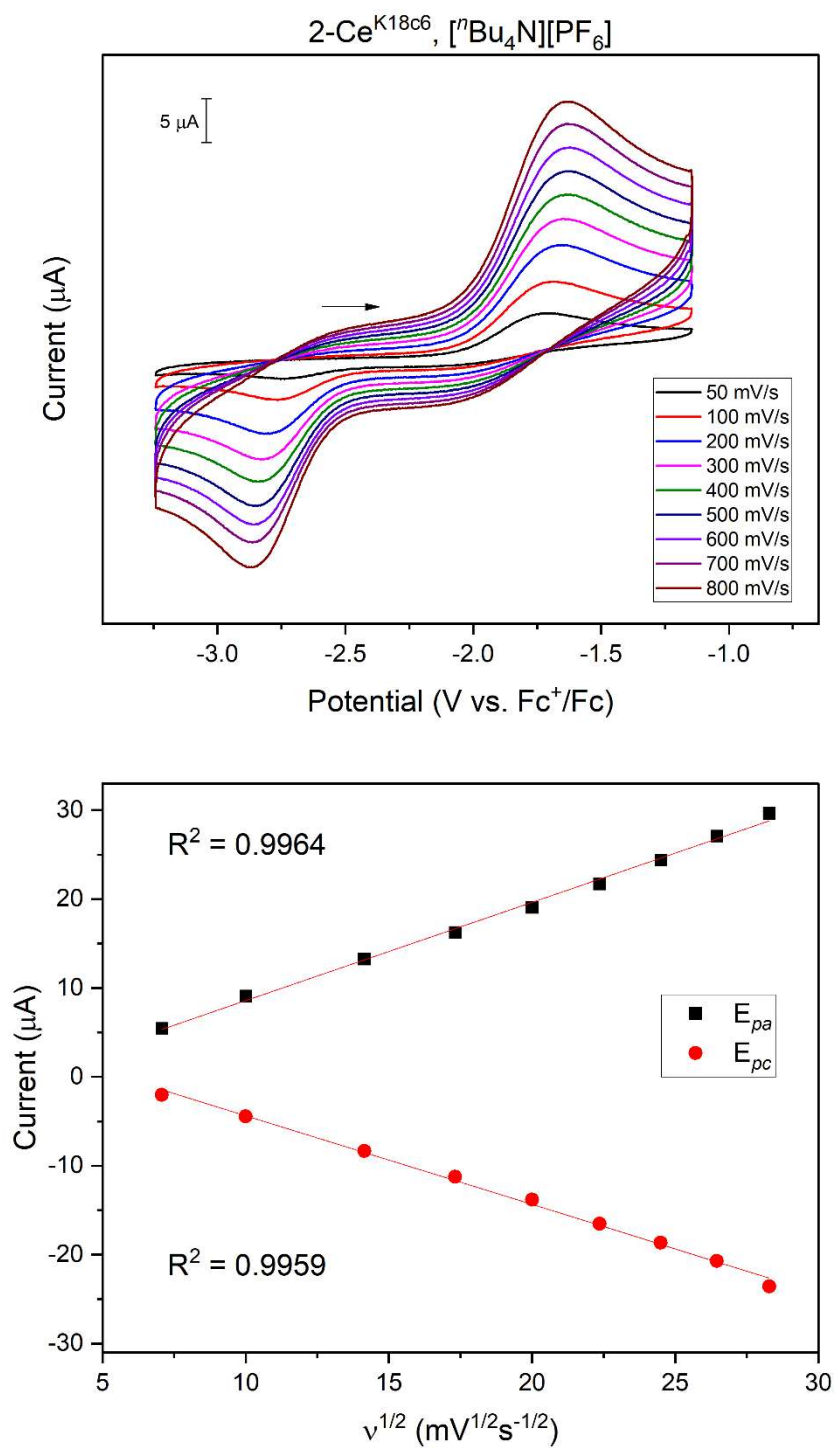 2-Ce^K18c6, [ⁿBu₄N][PF₆]
5 μA
Current (μA)
50 mV/s
100 mV/s
200 mV/s
300 mV/s
400 mV/s
500 mV/s
600 mV/s
700 mV/s
800 mV/s
-3.0 -2.5 -2.0 -1.5 -1.0
Potential (V vs. Fc⁺/Fc)
30
20
10
0
-10
-20
-30
Current (μA)
R² = 0.9964
E_pa
E_pc
R² = 0.9959
5 10 15 20 25 30
ν^1/2 (mV^1/2s^-1/2)